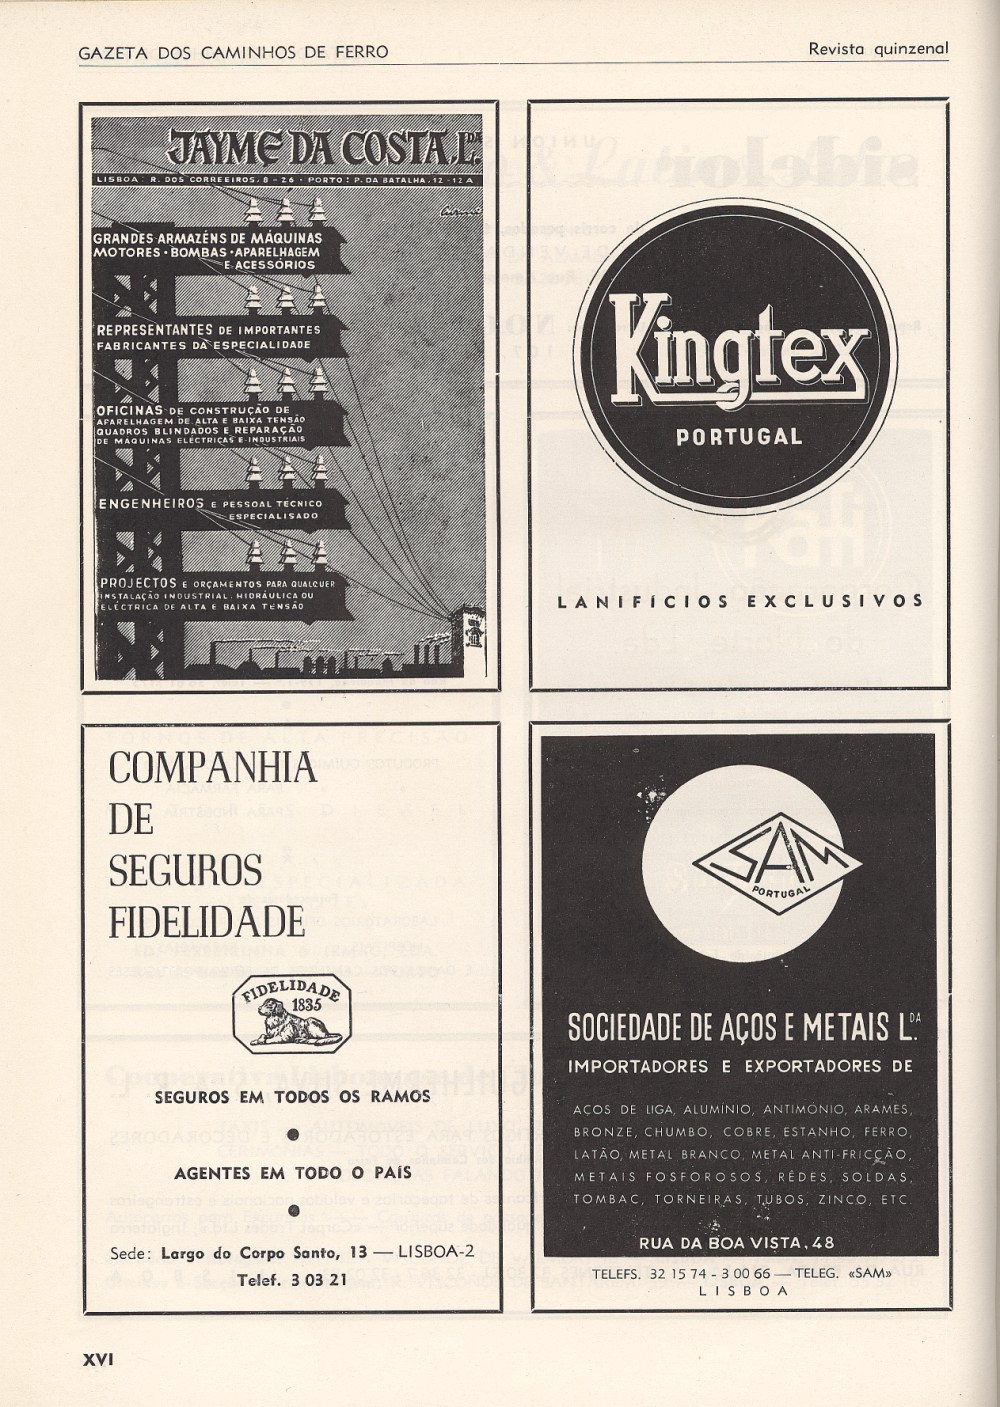 GAZETA DOS CAMINHOS DE FERRO
Revista quinzenal
JAYME DA COSTA, LDA.
LISBOA: R. DOS CORREEIROS, 8 - 26 · PORTO: P. DA BATALHA, 12 - 12 A
GRANDES ARMAZÉNS DE MÁQUINAS
MOTORES · BOMBAS · APARELHAGEM
E ACESSÓRIOS
REPRESENTANTES DE IMPORTANTES
FABRICANTES DA ESPECIALIDADE
OFICINAS DE CONSTRUÇÃO DE
APARELHAGEM DE ALTA E BAIXA TENSÃO
QUADROS BLINDADOS E REPARAÇÃO
DE MÁQUINAS ELÉCTRICAS E INDUSTRIAIS
ENGENHEIROS E PESSOAL TÉCNICO
ESPECIALISADO
PROJECTOS E ORÇAMENTOS PARA QUALQUER
INSTALAÇÃO INDUSTRIAL, HIDRÁULICA OU
ELÉCTRICA DE ALTA E BAIXA TENSÃO
Kingtex
PORTUGAL
LANIFÍCIOS EXCLUSIVOS
COMPANHIA
DE
SEGUROS
FIDELIDADE
FIDELIDADE
1835
SEGUROS EM TODOS OS RAMOS
AGENTES EM TODO O PAÍS
Sede: Largo do Corpo Santo, 13 — LISBOA-2
Telef. 3 03 21
SAM
PORTUGAL
SOCIEDADE DE AÇOS E METAIS L.DA
IMPORTADORES E EXPORTADORES DE
AÇOS DE LIGA, ALUMÍNIO, ANTIMÓNIO, ARAMES,
BRONZE, CHUMBO, COBRE, ESTANHO, FERRO,
LATÃO, METAL BRANCO, METAL ANTI-FRICÇÃO,
METAIS FOSFOROSOS, RÊDES, SOLDAS,
TOMBAC, TORNEIRAS, TUBOS, ZINCO, ETC.
RUA DA BOA VISTA, 48
TELEFS. 32 15 74 - 3 00 66 — TELEG. «SAM»
LISBOA
XVI